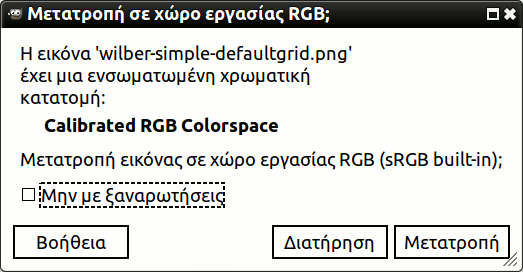 Μετατροπή σε χώρο εργασίας RGB;
Η εικόνα 'wilber-simple-defaultgrid.png'
έχει μια ενσωματωμένη χρωματική
κατατομή:
Calibrated RGB Colorspace
Μετατροπή εικόνας σε χώρο εργασίας RGB (sRGB built-in);
Μην με ξαναρωτήσεις
Βοήθεια Διατήρηση Μετατροπή